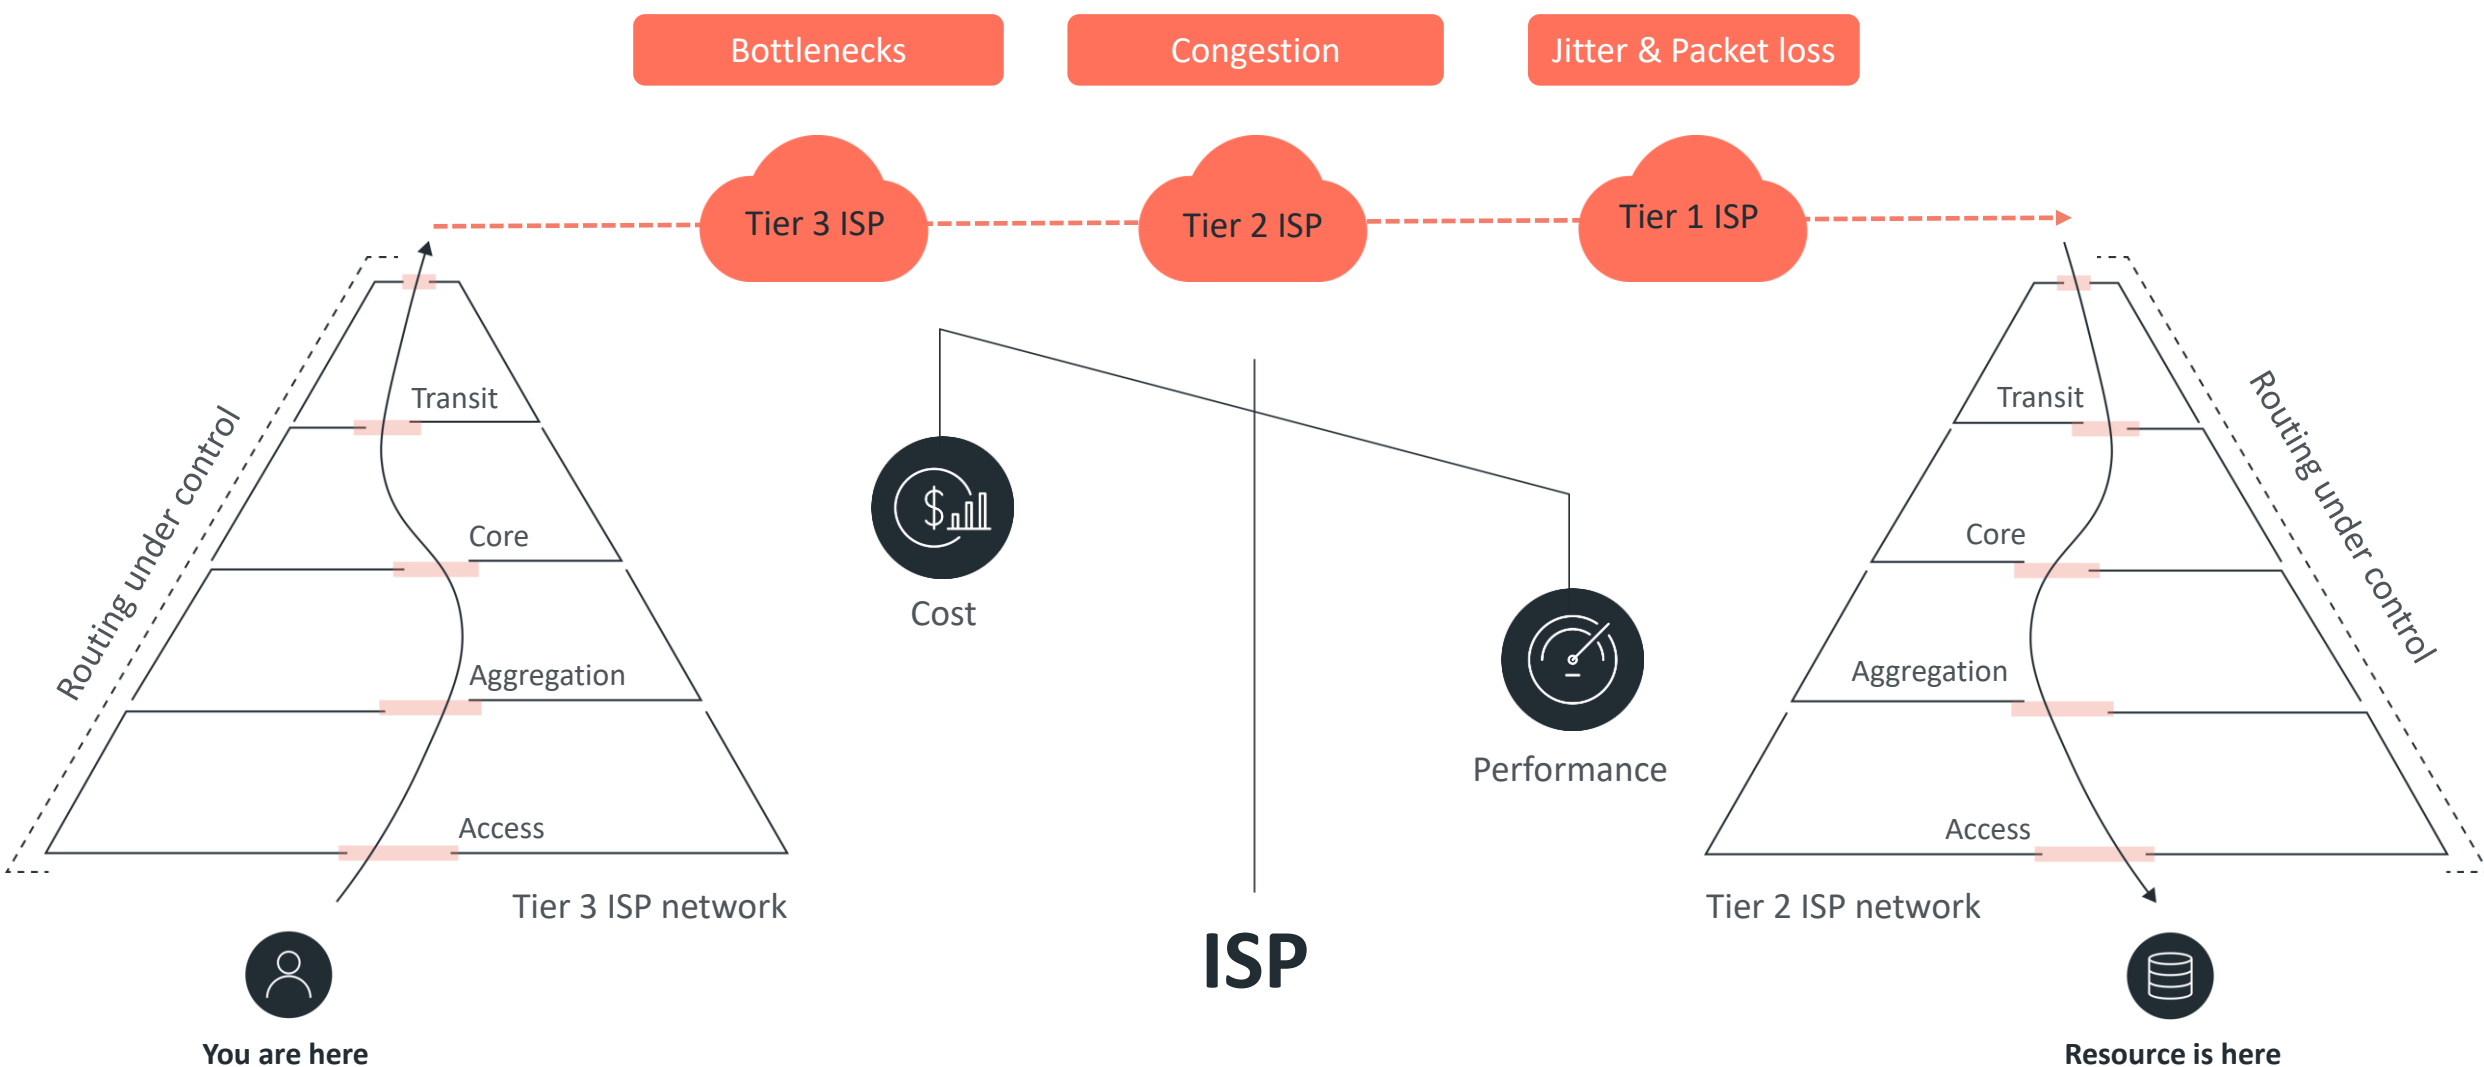 Bottlenecks
Congestion
Jitter & Packet loss
Tier 3 ISP
Tier 2 ISP
Tier 1 ISP
Routing under control
Transit
Core
Aggregation
Access
Tier 3 ISP network
You are here
$
Cost
Performance
ISP
Transit
Core
Aggregation
Access
Routing under control
Tier 2 ISP network
Resource is here